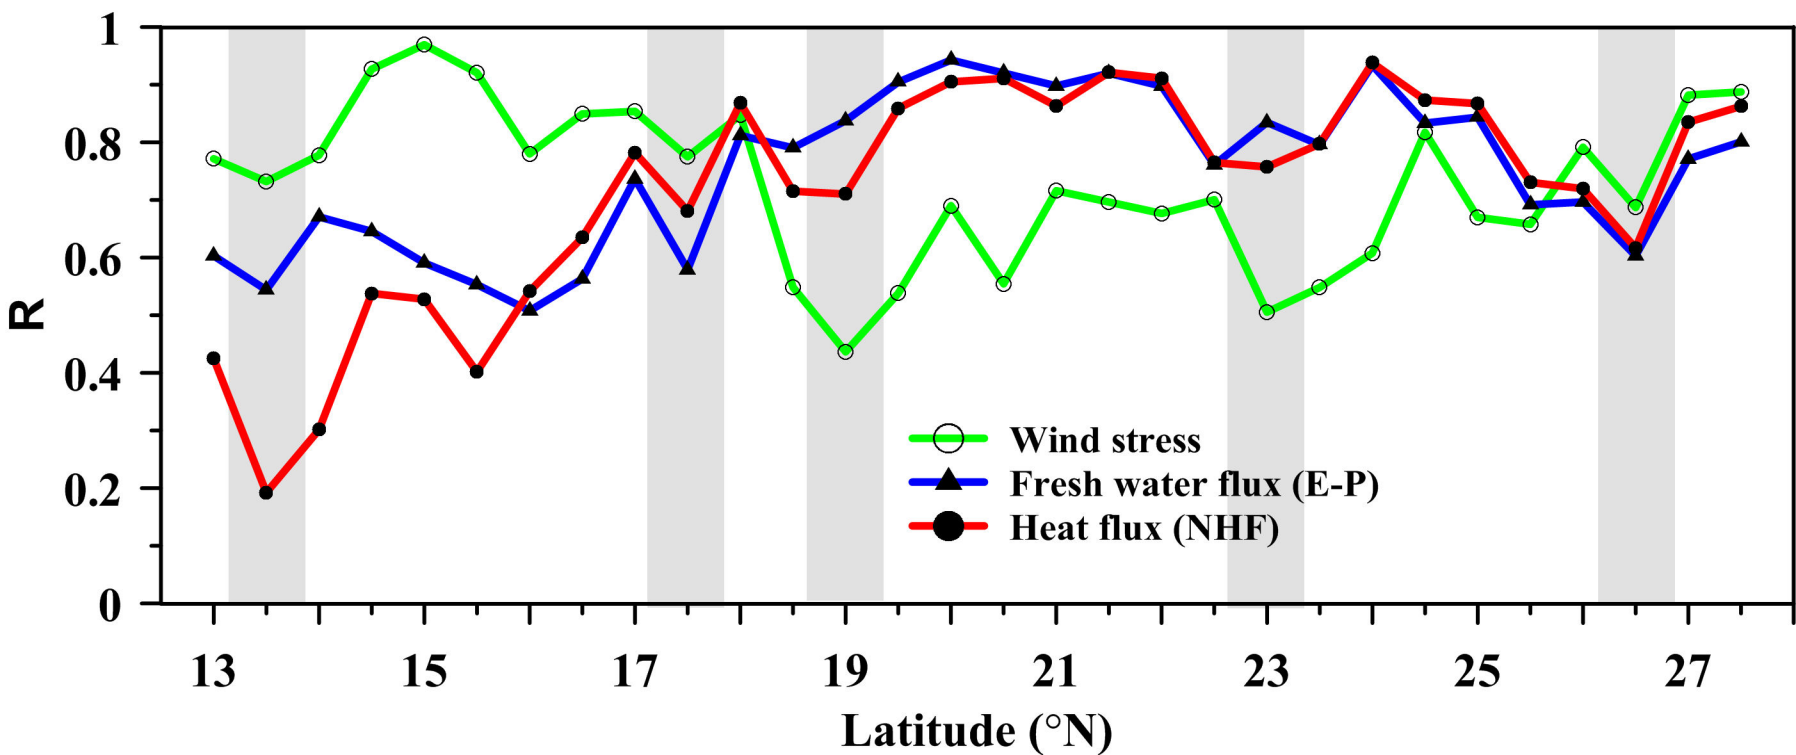 1
0.8
0.6
0.4
0.2
0
R
Wind stress
Fresh water flux (E-P)
Heat flux (NHF)
13 15 17 19 21 23 25 27
Latitude (°N)